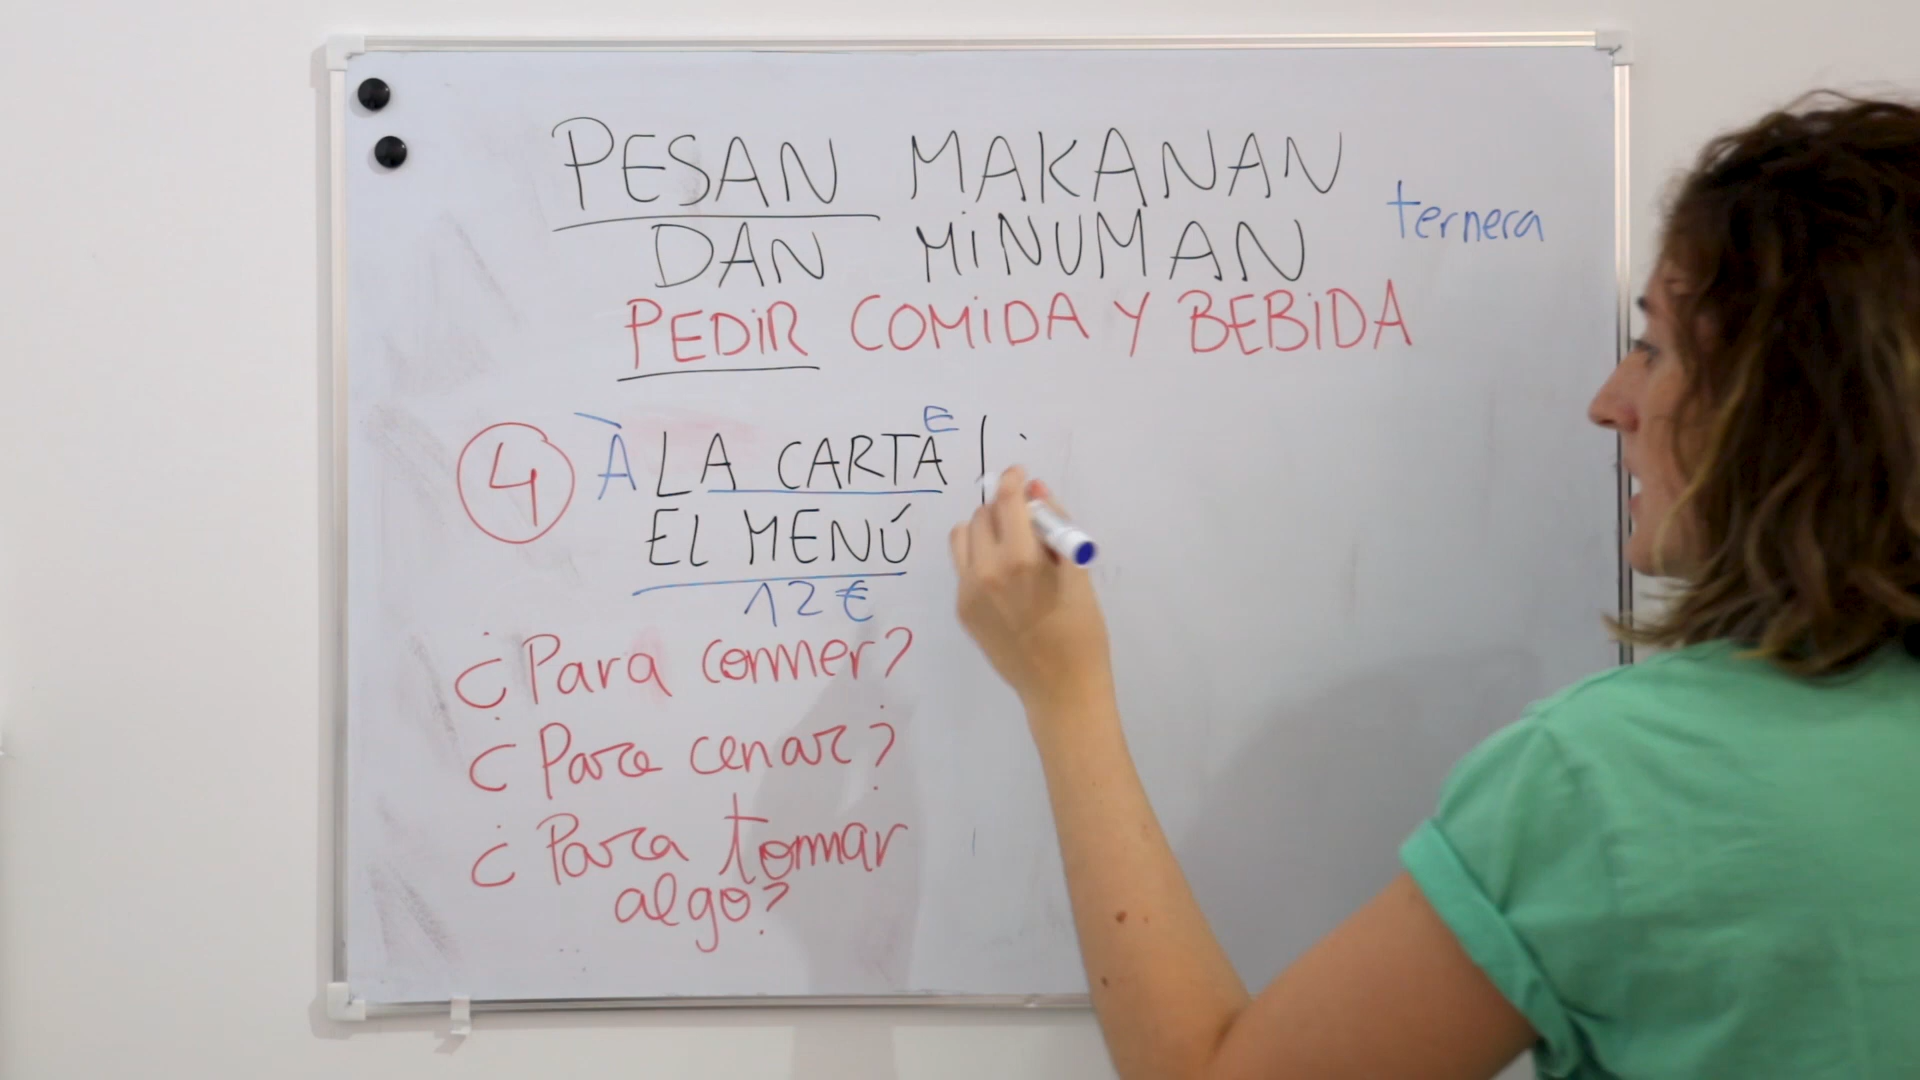 PESAN MAKANAN
DAN MINUMAN
ternera
PEDIR COMIDA Y BEBIDA
4 À LA CARTA E
EL MENÚ
12€
¿Para comer?
¿Para cenar?
¿Para tomar
algo?